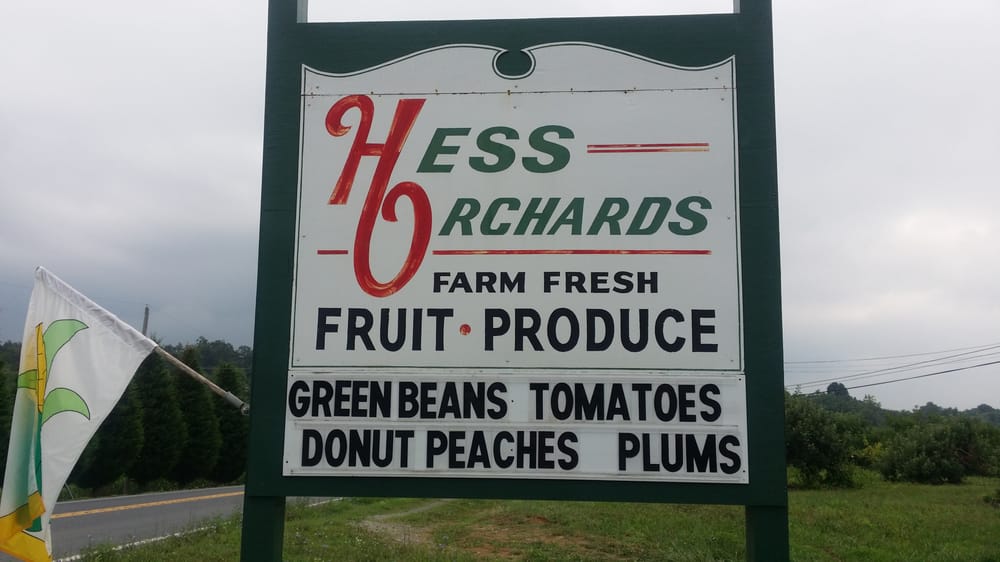 HESS
ORCHARDS
FARM FRESH
FRUIT • PRODUCE
GREEN BEANS TOMATOES
DONUT PEACHES PLUMS